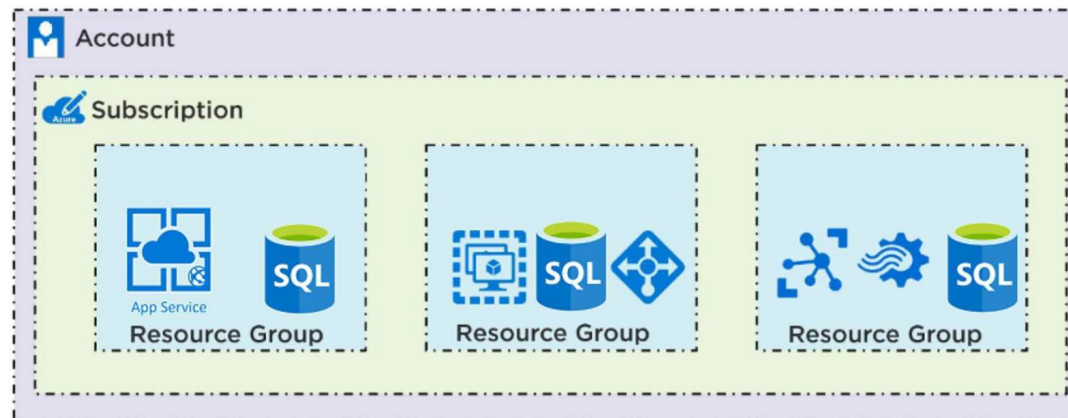 Account
Azure
Subscription
App Service
SQL
Resource Group
SQL
Resource Group
SQL
Resource Group